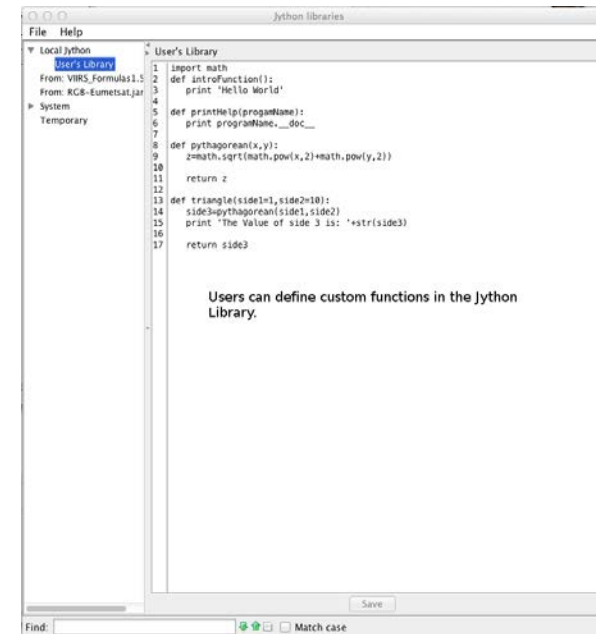 Jython libraries
File Help
Local Jython
User's Library
From: VIIRS_Formulas1.5
From: RGB-Eumetsat.jar
System
Temporary
User's Library
1 import math
2 def introFunction():
3 print 'Hello World'
4
5 def printHelp(progamName):
6 print programName.__doc__
7
8 def pythagorean(x,y):
9 z=math.sqrt(math.pow(x,2)+math.pow(y,2))
10
11 return z
12
13 def triangle(side1=1,side2=10):
14 side3=pythagorean(side1,side2)
15 print 'The Value of side 3 is: '+str(side3)
16
17 return side3
Users can define custom functions in the Jython
Library.
Save
Find: Match case